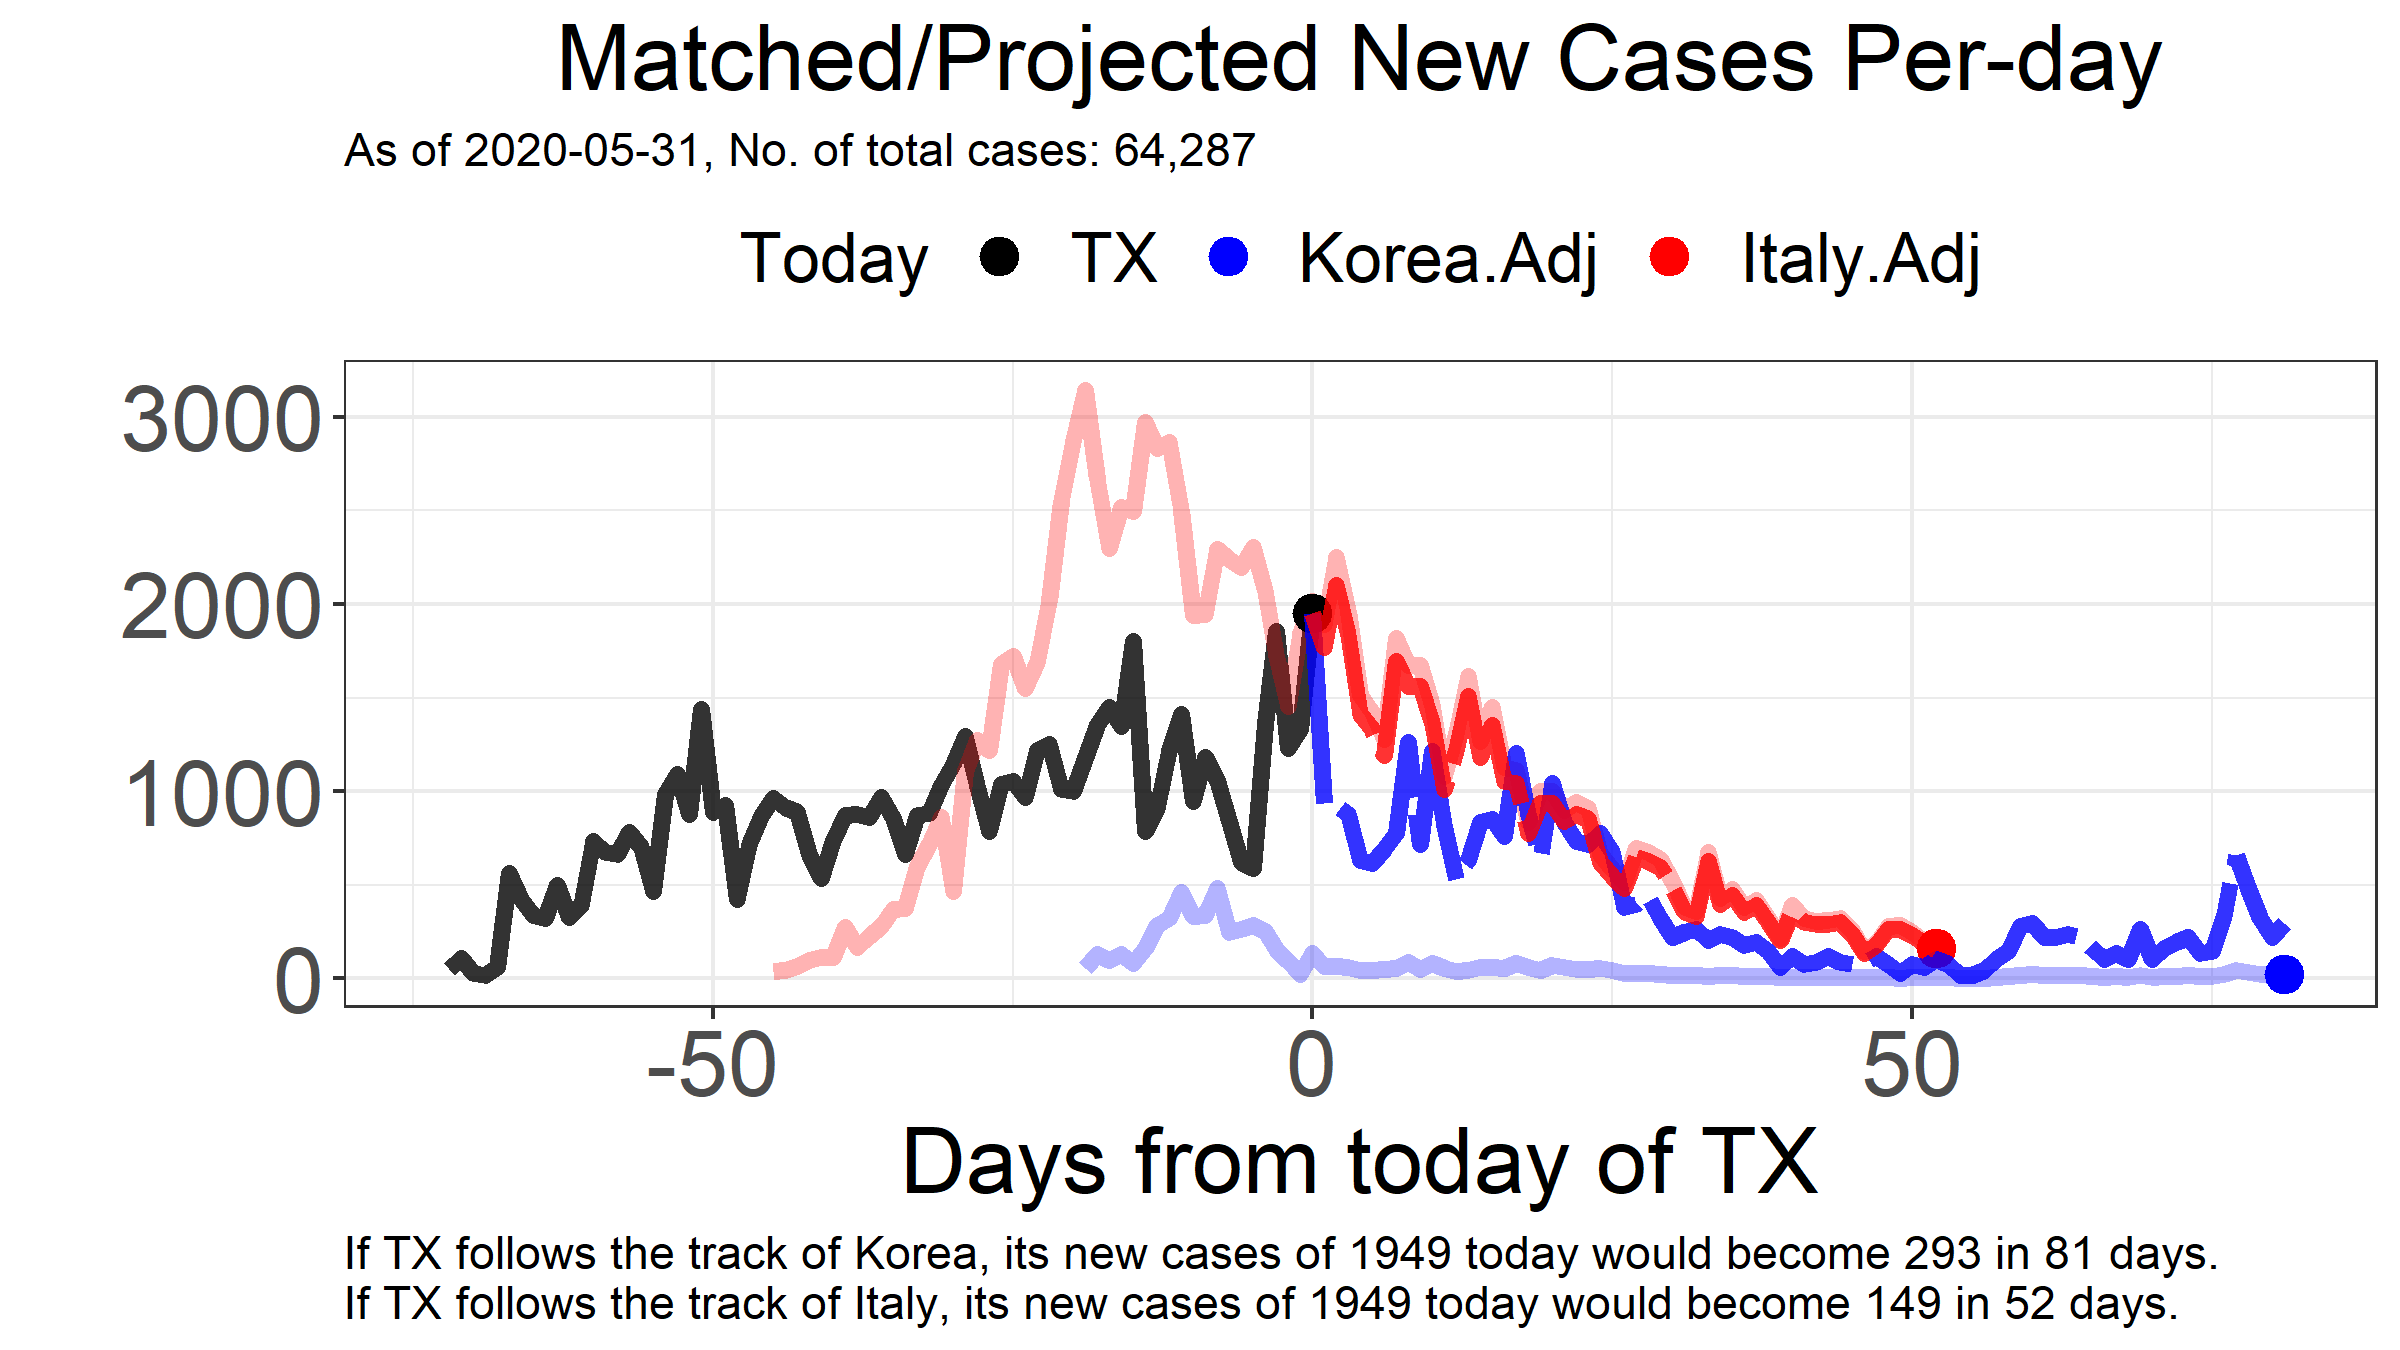 Matched/Projected New Cases Per-day
As of 2020-05-31, No. of total cases: 64,287
Today TX Korea.Adj Italy.Adj
3000
2000
1000
0
-50 0 50
Days from today of TX
If TX follows the track of Korea, its new cases of 1949 today would become 293 in 81 days.
If TX follows the track of Italy, its new cases of 1949 today would become 149 in 52 days.